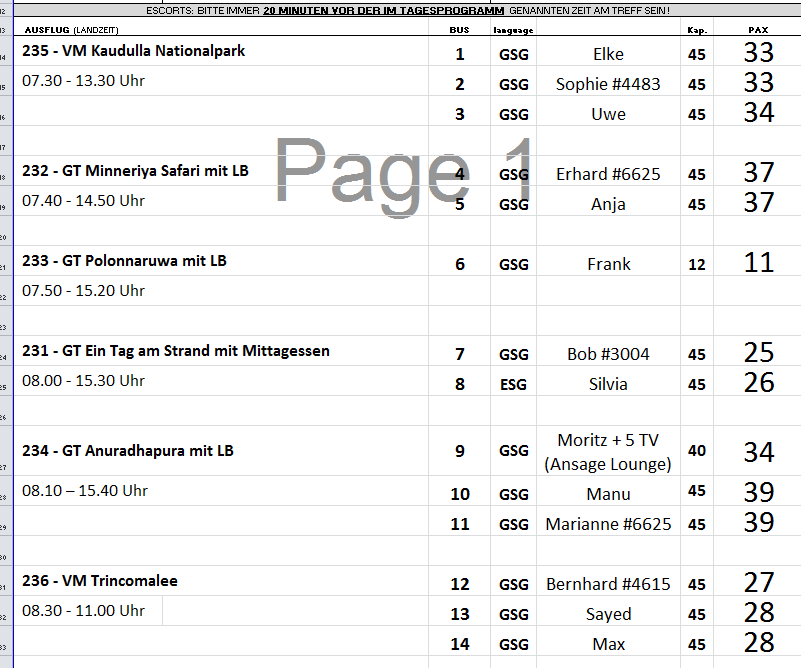 ESCORTS: BITTE IMMER 20 MINUTEN VOR DER IM TAGESPROGRAMM GENANNTEN ZEIT AM TREFF SEIN!
AUSFLUG (LANDZEIT) BUS language Kap. PAX
235 - VM Kaudulla Nationalpark 1 GSG Elke 45 33
07.30 - 13.30 Uhr 2 GSG Sophie #4483 45 33
3 GSG Uwe 45 34
Page 1
232 - GT Minneriya Safari mit LB 4 GSG Erhard #6625 45 37
07.40 - 14.50 Uhr 5 GSG Anja 45 37
233 - GT Polonnaruwa mit LB 6 GSG Frank 12 11
07.50 - 15.20 Uhr
231 - GT Ein Tag am Strand mit Mittagessen 7 GSG Bob #3004 45 25
08.00 - 15.30 Uhr 8 ESG Silvia 45 26
234 - GT Anuradhapura mit LB 9 GSG Moritz + 5 TV 40 34
(Ansage Lounge)
08.10 – 15.40 Uhr 10 GSG Manu 45 39
11 GSG Marianne #6625 45 39
236 - VM Trincomalee 12 GSG Bernhard #4615 45 27
08.30 - 11.00 Uhr 13 GSG Sayed 45 28
14 GSG Max 45 28